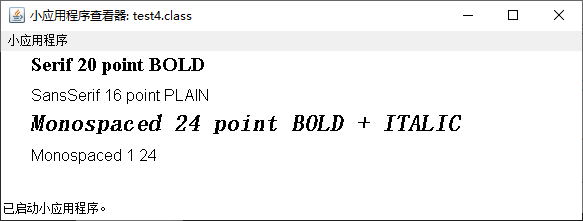 小应用程序查看器: test4.class
小应用程序
Serif 20 point BOLD
SansSerif 16 point PLAIN
Monospaced 24 point BOLD + ITALIC
Monospaced 1 24
已启动小应用程序。